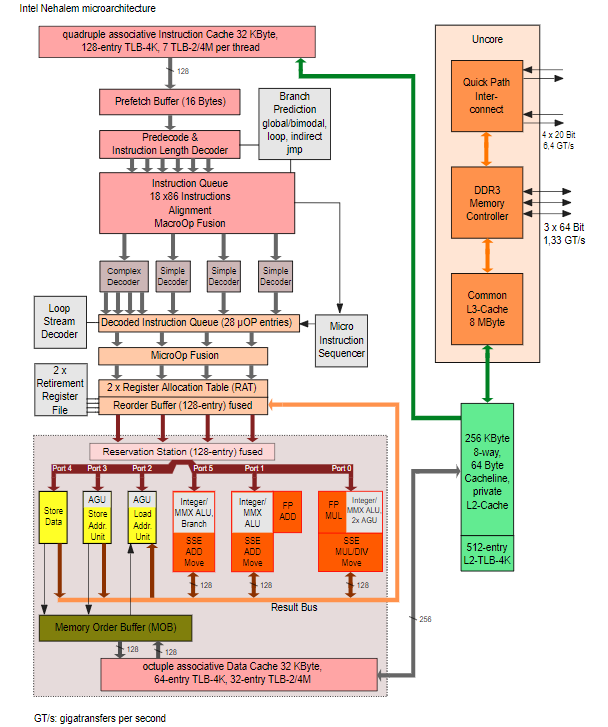 Intel Nehalem microarchitecture
quadruple associative Instruction Cache 32 KByte,
128-entry TLB-4K, 7 TLB-2/4M per thread
128
Prefetch Buffer (16 Bytes)
Predecode &
Instruction Length Decoder
Branch
Prediction
global/bimodal,
loop, indirect
jmp
Instruction Queue
18 x86 Instructions
Alignment
MacroOp Fusion
Complex
Decoder
Simple
Decoder
Simple
Decoder
Simple
Decoder
Loop
Stream
Decoder
Decoded Instruction Queue (28 µOP entries)
Micro
Instruction
Sequencer
MicroOp Fusion
2 x
Retirement
Register
File
2 x Register Allocation Table (RAT)
Reorder Buffer (128-entry) fused
Reservation Station (128-entry) fused
Port 4
Port 3
Port 2
Port 5
Port 1
Port 0
Store
Data
AGU
Store
Addr.
Unit
AGU
Load
Addr.
Unit
Integer/
MMX ALU,
Branch
SSE
ADD
Move
Integer/
MMX
ALU
FP
ADD
SSE
ADD
Move
FP
MUL
Integer/
MMX ALU,
2x AGU
SSE
MUL/DIV
Move
128
128
128
Result Bus
Memory Order Buffer (MOB)
128
128
octuple associative Data Cache 32 KByte,
64-entry TLB-4K, 32-entry TLB-2/4M
256
Uncore
Quick Path
Inter-
connect
4 x 20 Bit
6,4 GT/s
DDR3
Memory
Controller
3 x 64 Bit
1,33 GT/s
Common
L3-Cache
8 MByte
256 KByte
8-way,
64 Byte
Cacheline,
private
L2-Cache
512-entry
L2-TLB-4K
GT/s: gigatransfers per second